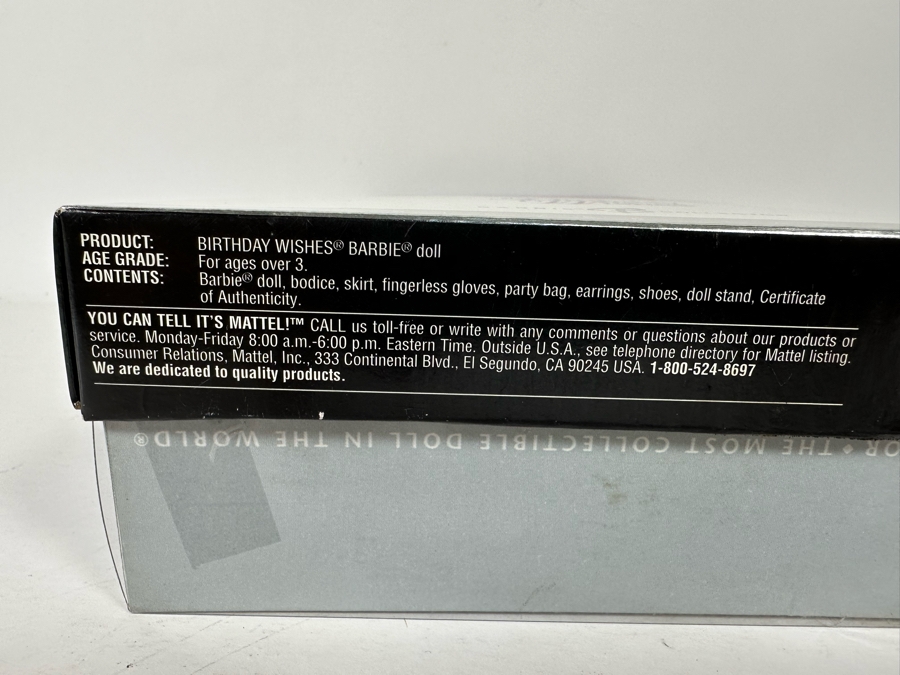 PRODUCT: BIRTHDAY WISHES® BARBIE® doll
AGE GRADE: For ages over 3.
CONTENTS: Barbie® doll, bodice, skirt, fingerless gloves, party bag, earrings, shoes, doll stand, Certificate
of Authenticity.
YOU CAN TELL IT'S MATTEL!™ CALL us toll-free or write with any comments or questions about our products or
service. Monday-Friday 8:00 a.m.-6:00 p.m. Eastern Time. Outside U.S.A., see telephone directory for Mattel listing.
Consumer Relations, Mattel, Inc., 333 Continental Blvd., El Segundo, CA 90245 USA. 1-800-524-8697
We are dedicated to quality products.
OR ◆ THE MOST COLLECTIBLE DOLL IN THE WORLD®